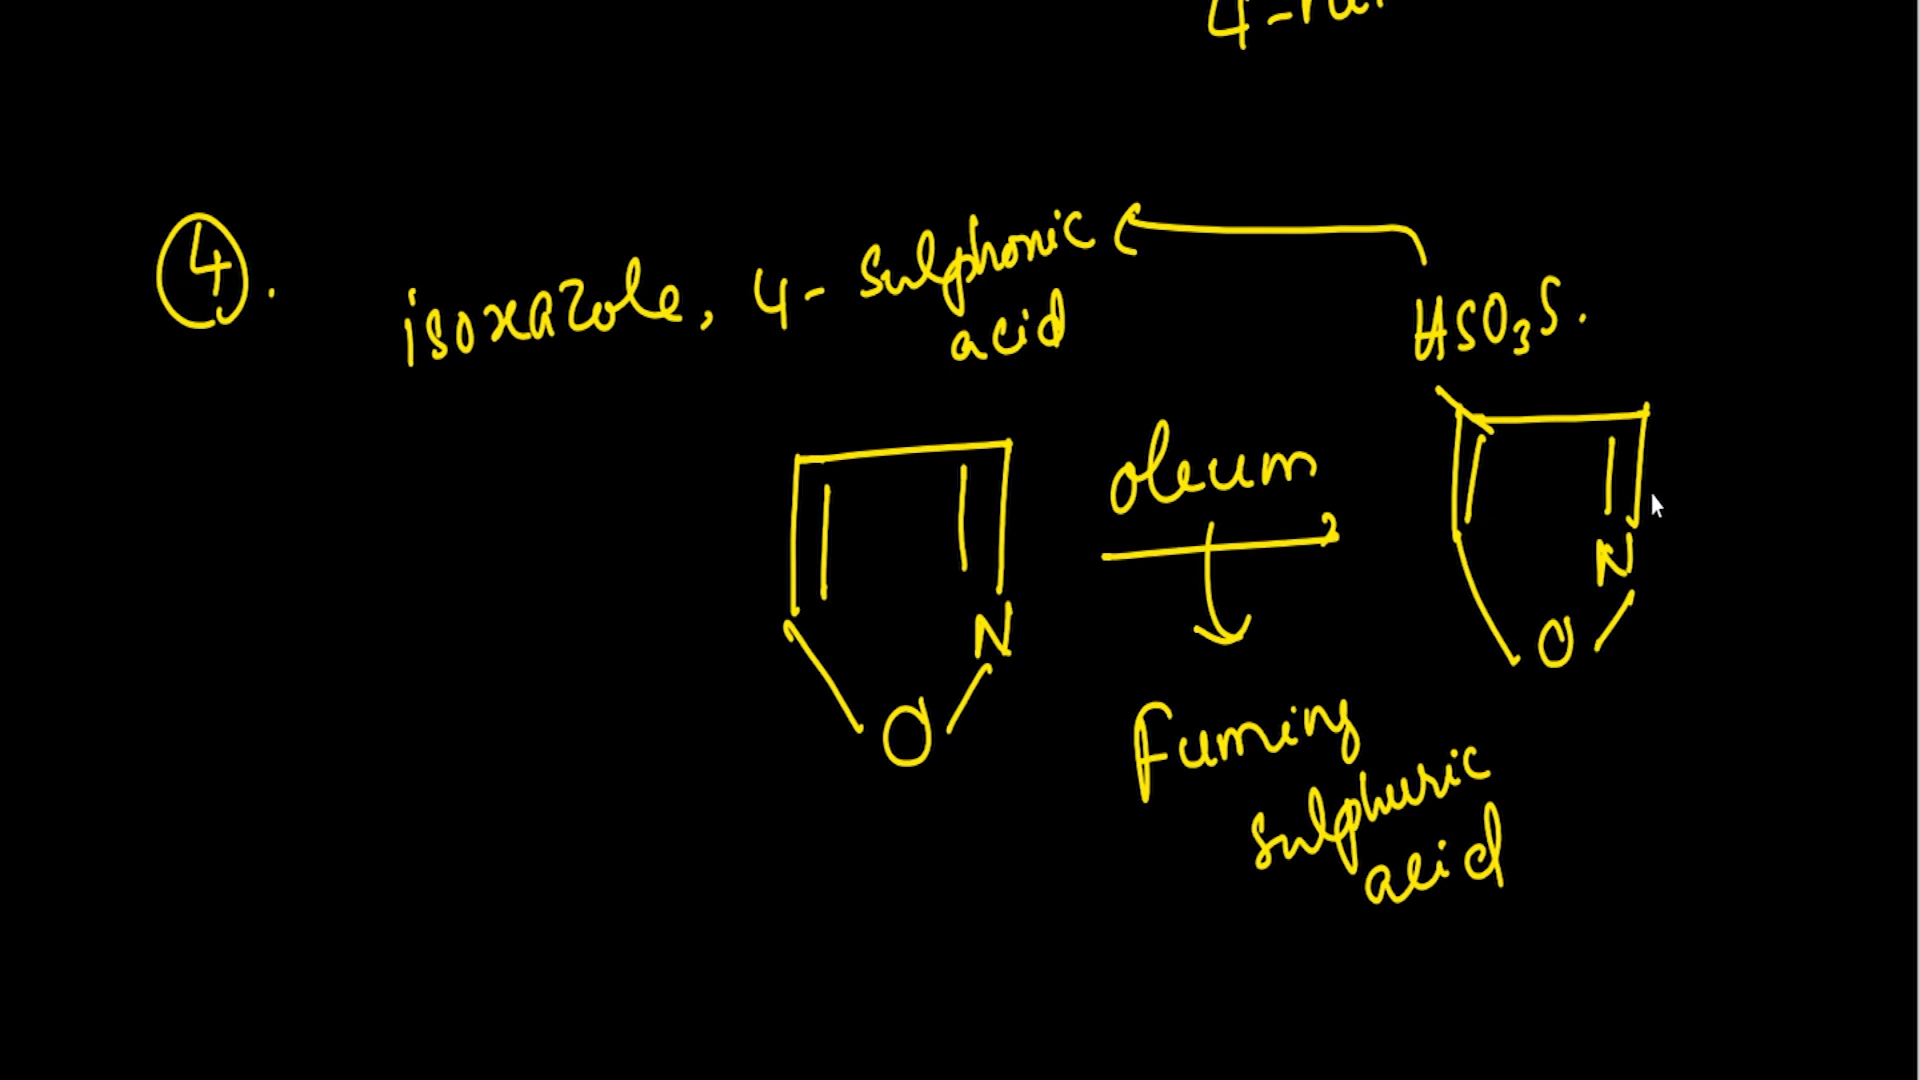 ④.
isoxazole, 4- sulphonic
acid
HSO₃S.
oleum
N
O
N
O
Fuming
sulphuric
acid